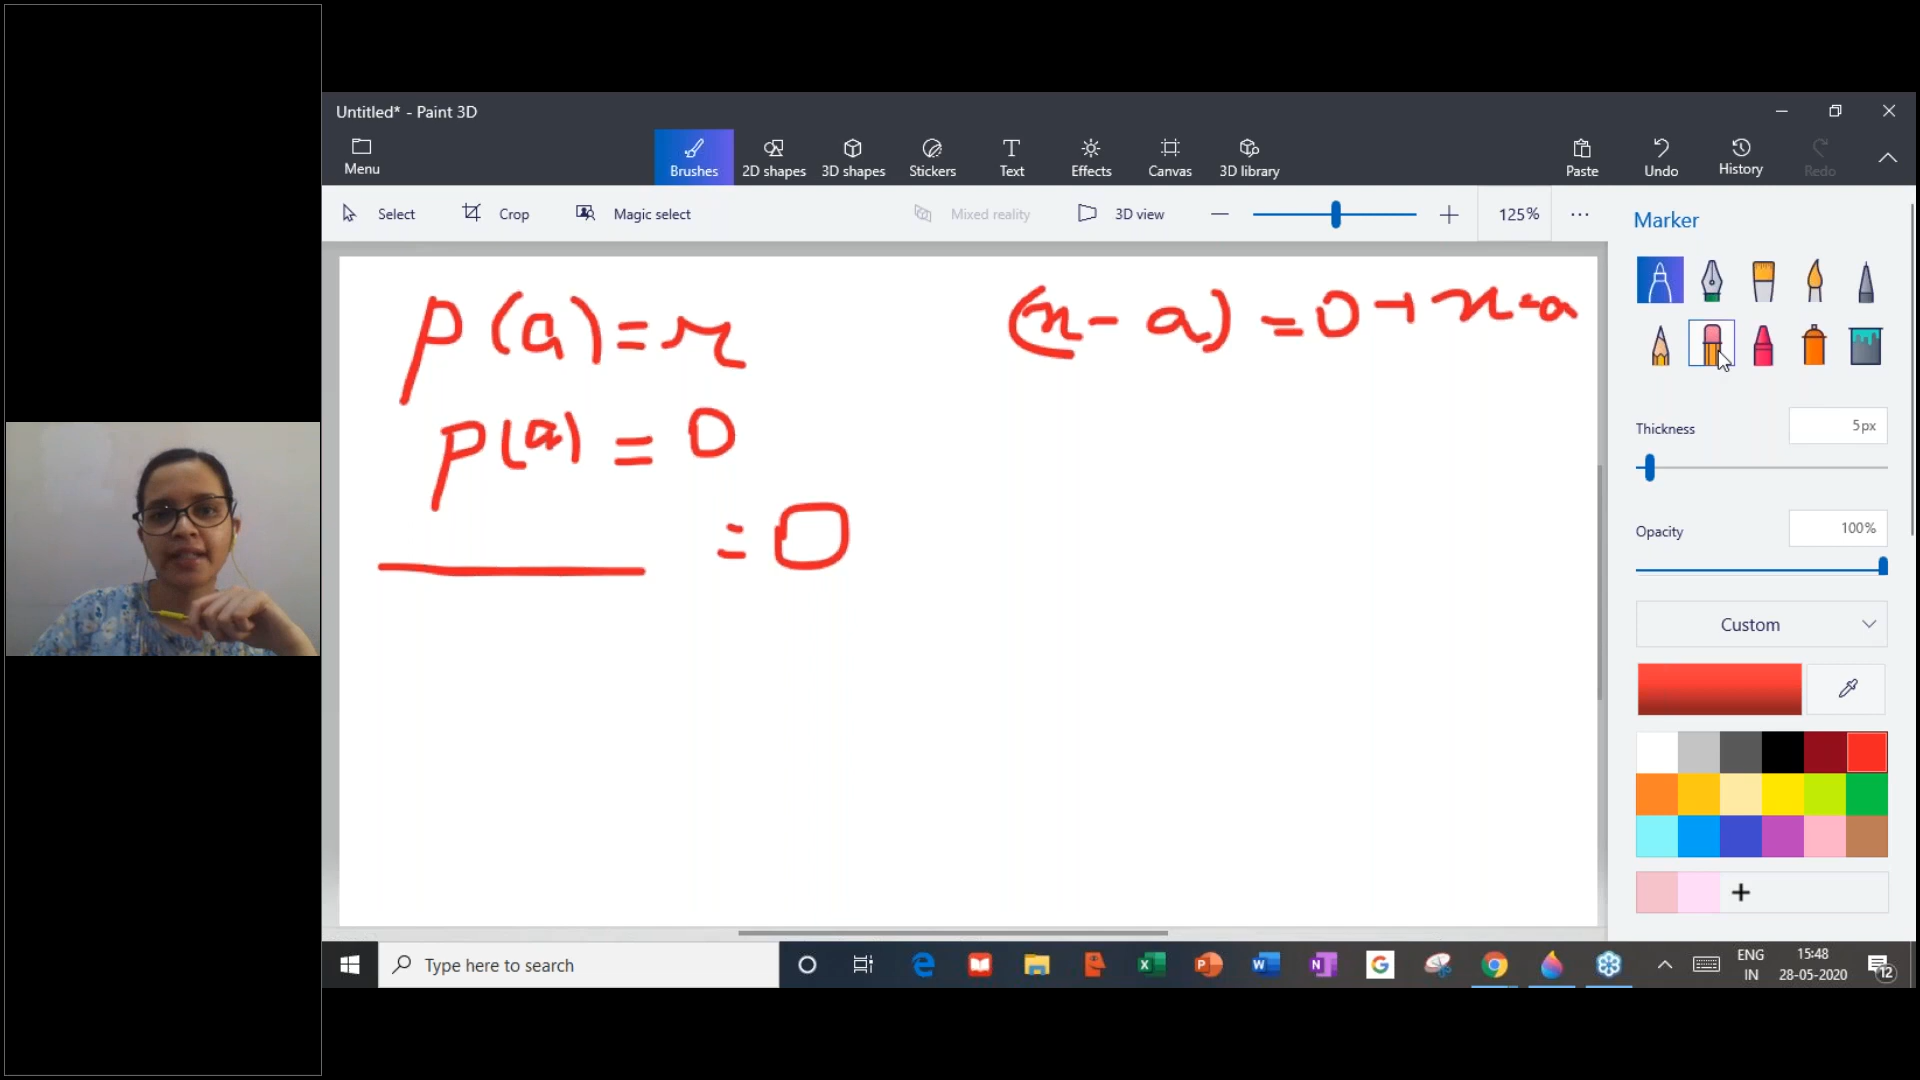 Untitled* - Paint 3D
Menu
Brushes 2D shapes 3D shapes Stickers Text Effects Canvas 3D library Paste Undo History Redo
Select Crop Magic select Mixed reality 3D view 125%
Marker
p(a) = r
(x - a) = 0 → x = a
p(a) = 0
= 0
Thickness 5px
Opacity 100%
Custom
Type here to search
ENG
IN
15:48
28-05-2020
12